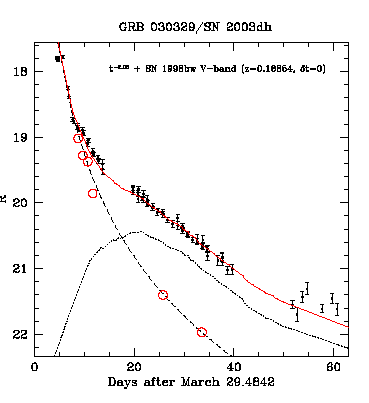 GRB 030329/SN 2003dh
t⁻²·⁰⁵ + SN 1998bw V-band (z=0.16854, δt=0)
18
19
20
21
22
R
0 20 40 60
Days after March 29.4842